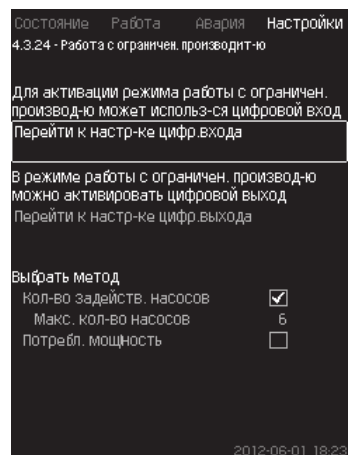 Состояние Работа Авария Настройки
4.3.24 - Работа с ограничен. производит-ю
Для активации режима работы с ограничен.
производ-ю может использ-ся цифровой вход
Перейти к настр-ке цифр.входа
В режиме работы с ограничен. производ-ю
можно активировать цифровой выход
Перейти к настр-ке цифр.выхода
Выбрать метод
Кол-во задейств. насосов
Макс. кол-во насосов 6
Потребл. мощность
2012-06-01 18:23